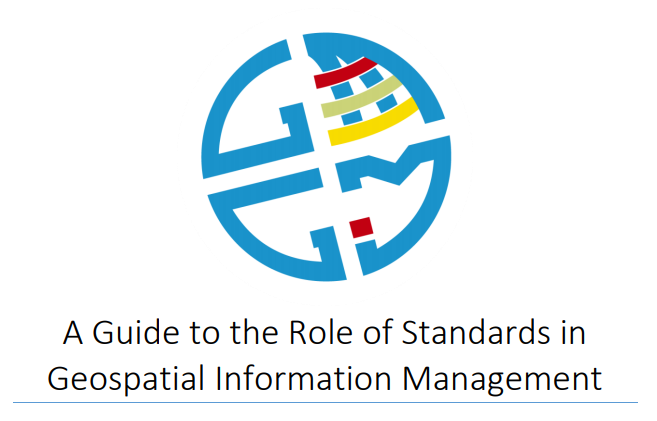 A Guide to the Role of Standards in
Geospatial Information Management